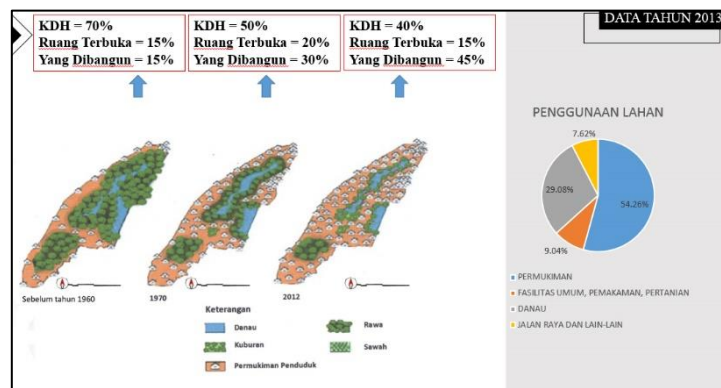 KDH = 70%
Ruang Terbuka = 15%
Yang Dibangun = 15%
KDH = 50%
Ruang Terbuka = 20%
Yang Dibangun = 30%
KDH = 40%
Ruang Terbuka = 15%
Yang Dibangun = 45%
DATA TAHUN 2013
Sebelum tahun 1960
1970
2012
Keterangan
Danau
Rawa
Kuburan
Sawah
Permukiman Penduduk
PENGGUNAAN LAHAN
7.62%
29.08%
54.26%
9.04%
PERMUKIMAN
FASILITAS UMUM, PEMAKAMAN, PERTANIAN
DANAU
JALAN RAYA DAN LAIN-LAIN